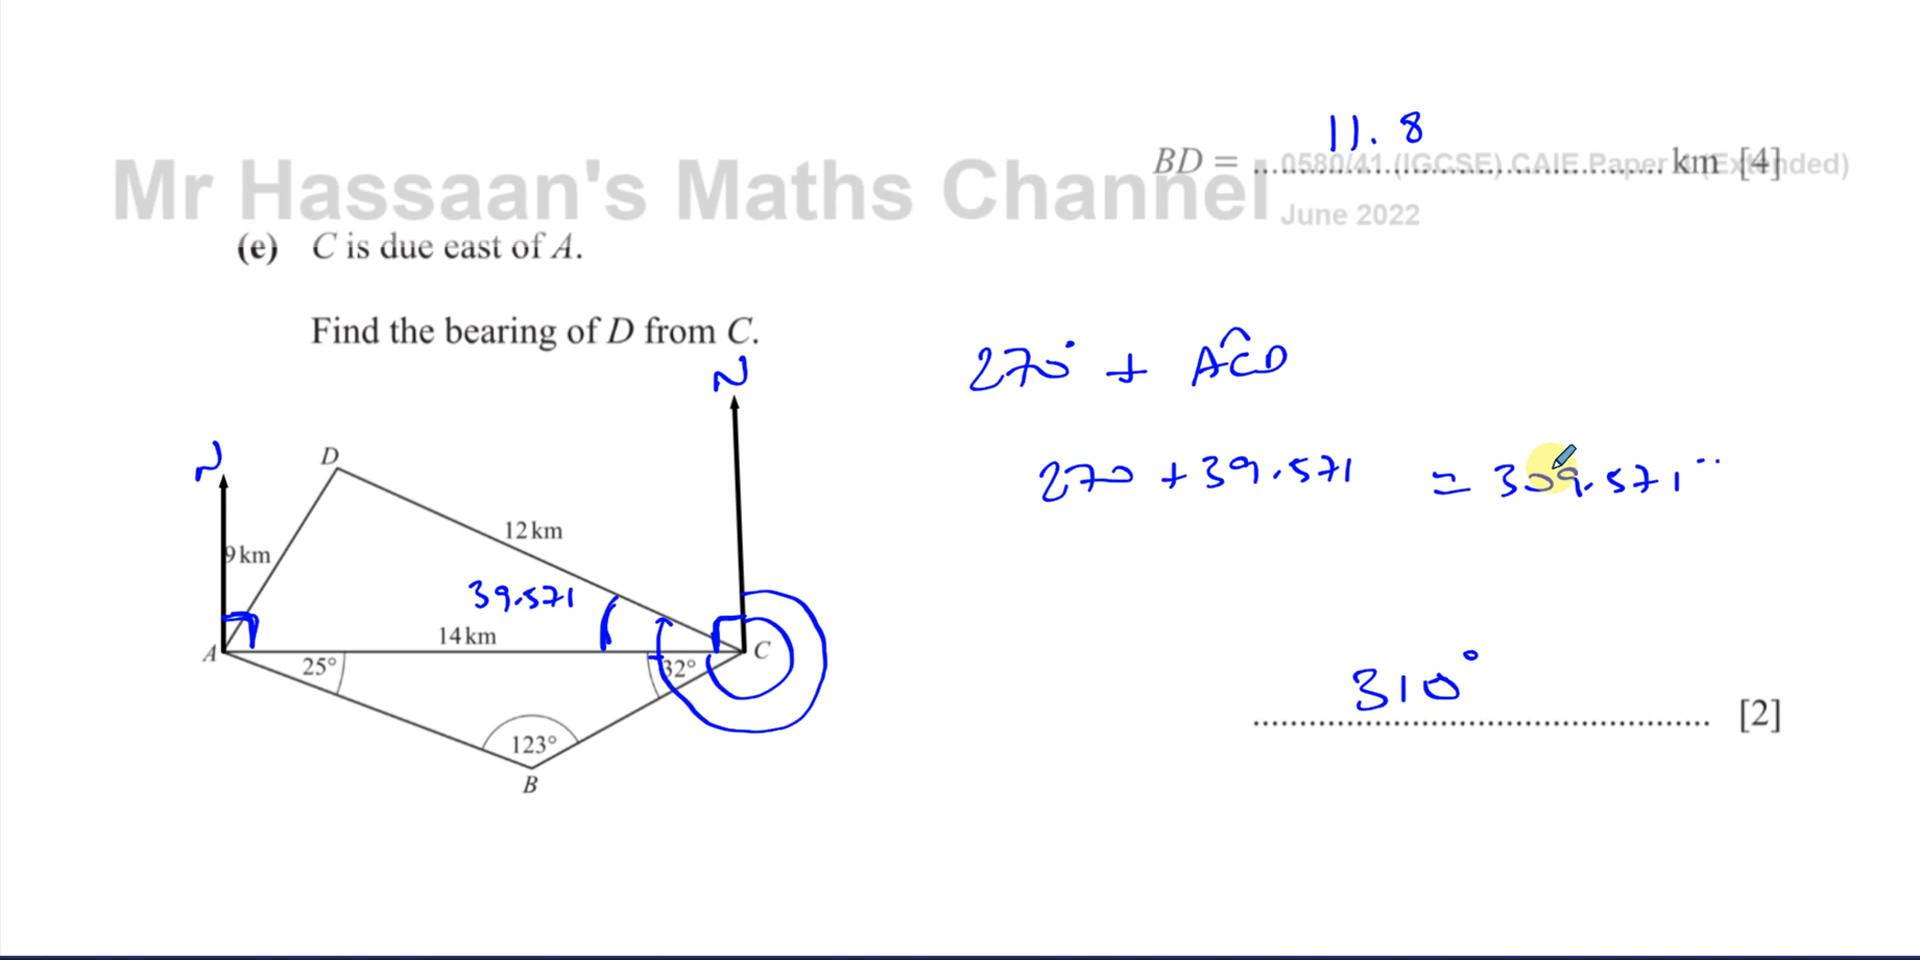 11.8
BD = ........................................ km [4]
Mr Hassaan's Maths Channel
0580/41 (IGCSE) CAIE Paper
June 2022
(e) C is due east of A.
Find the bearing of D from C.
N
270° + AĈD
N
D
270 + 39.571 = 309.571..
12 km
9 km
39.571
14 km
A
C
25°
32°
310°
........................................ [2]
123°
B